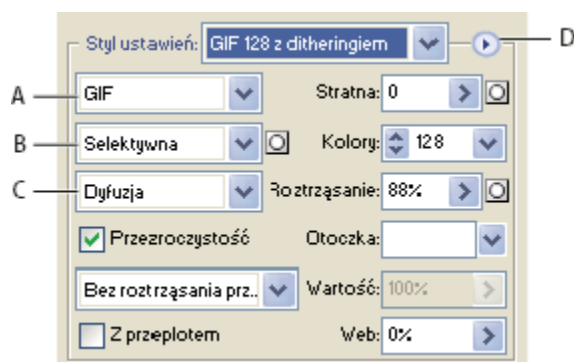 Styl ustawień: GIF 128 z ditheringiem D
A GIF Stratna: 0
B Selektywna Kolory: 128
C Dyfuzja Roztrząsanie: 88%
Przezroczystość Otoczka:
Bez roztrząsania prz.. Wartość: 100%
Z przeplotem Web: 0%